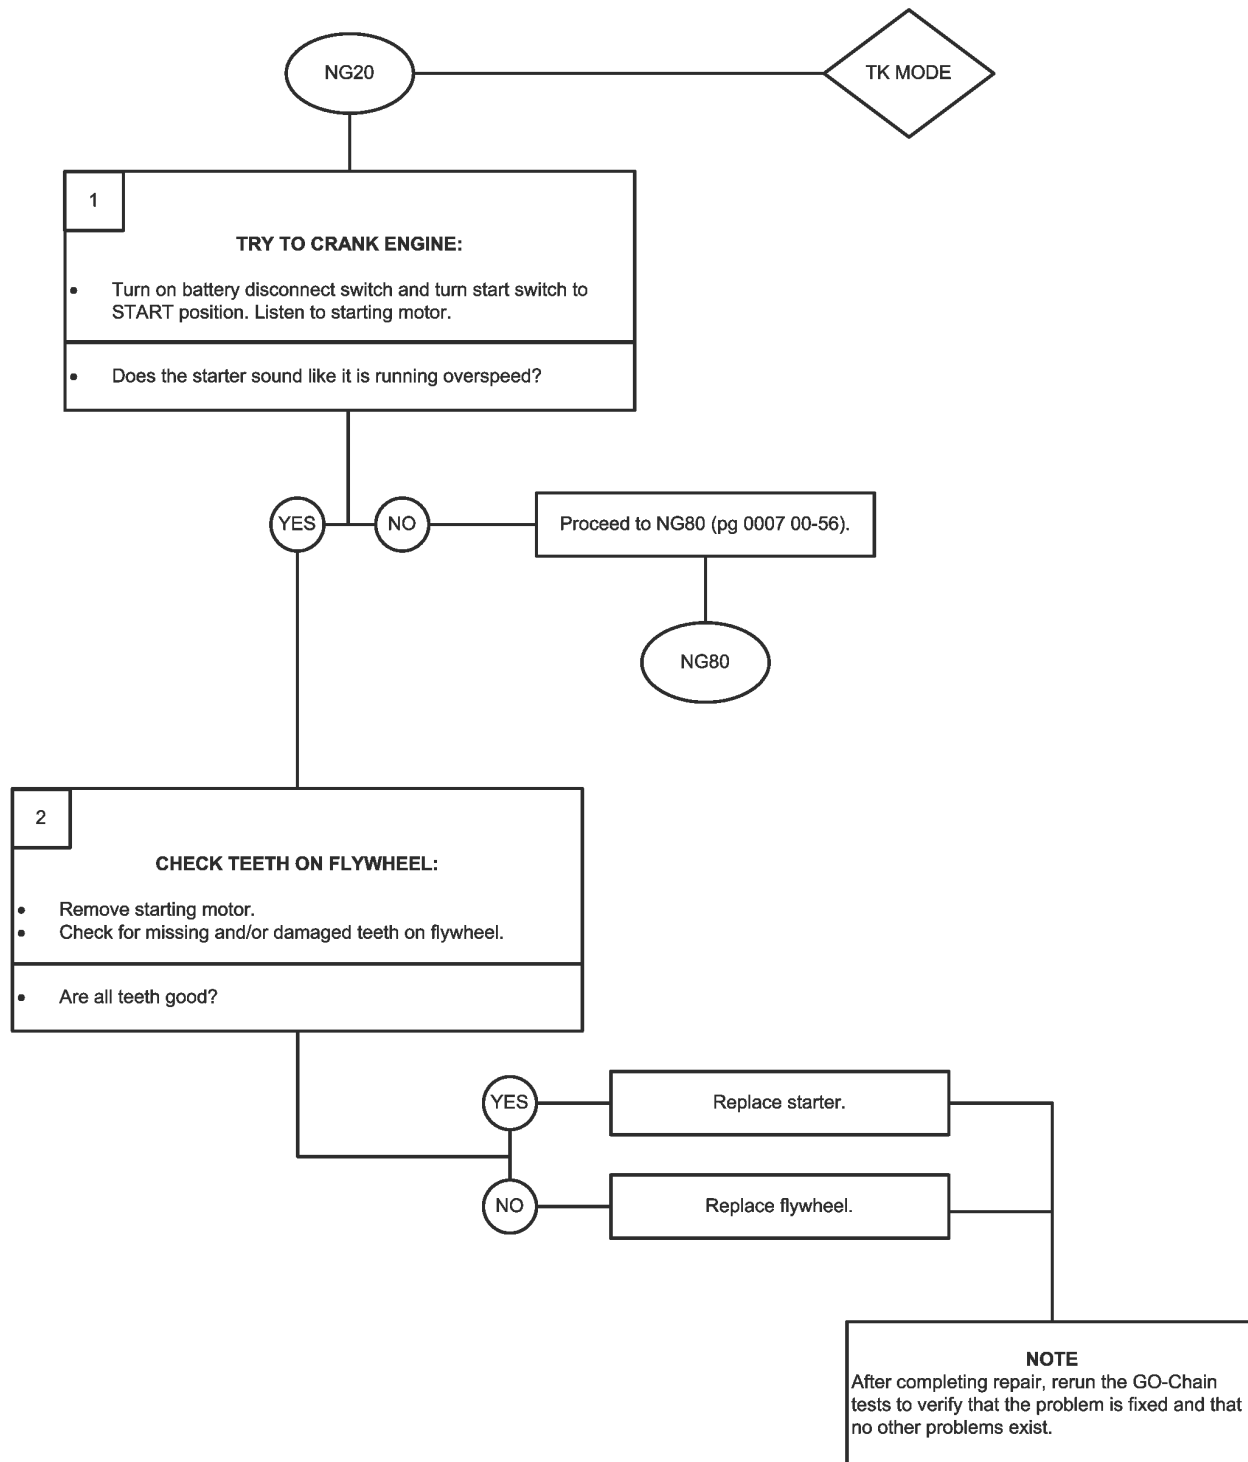 NG20
TK MODE
1
TRY TO CRANK ENGINE:
• Turn on battery disconnect switch and turn start switch to
START position. Listen to starting motor.
• Does the starter sound like it is running overspeed?
YES
NO
Proceed to NG80 (pg 0007 00-56).
NG80
2
CHECK TEETH ON FLYWHEEL:
• Remove starting motor.
• Check for missing and/or damaged teeth on flywheel.
• Are all teeth good?
YES
Replace starter.
NO
Replace flywheel.
NOTE
After completing repair, rerun the GO-Chain
tests to verify that the problem is fixed and that
no other problems exist.